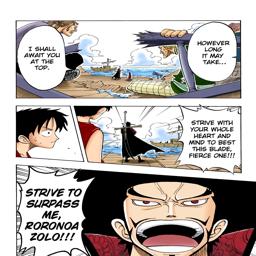 HOWEVER
LONG IT
MAY
TAKE...
I SHALL
AWAIT YOU
AT THE
TOP.
STRIVE WITH
YOUR WHOLE
HEART AND
MIND TO BEST
THIS BLADE,
FIERCE ONE!!!
STRIVE TO
SURPASS
ME,
RORONOA
ZOLO!!!